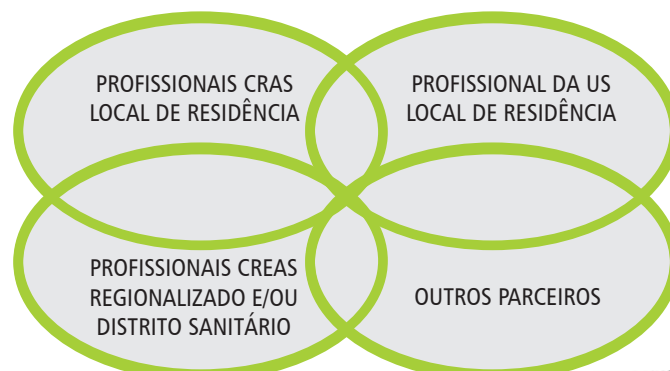 PROFISSIONAIS CRAS
LOCAL DE RESIDÊNCIA
PROFISSIONAL DA US
LOCAL DE RESIDÊNCIA
PROFISSIONAIS CREAS
REGIONALIZADO E/OU
DISTRITO SANITÁRIO
OUTROS PARCEIROS